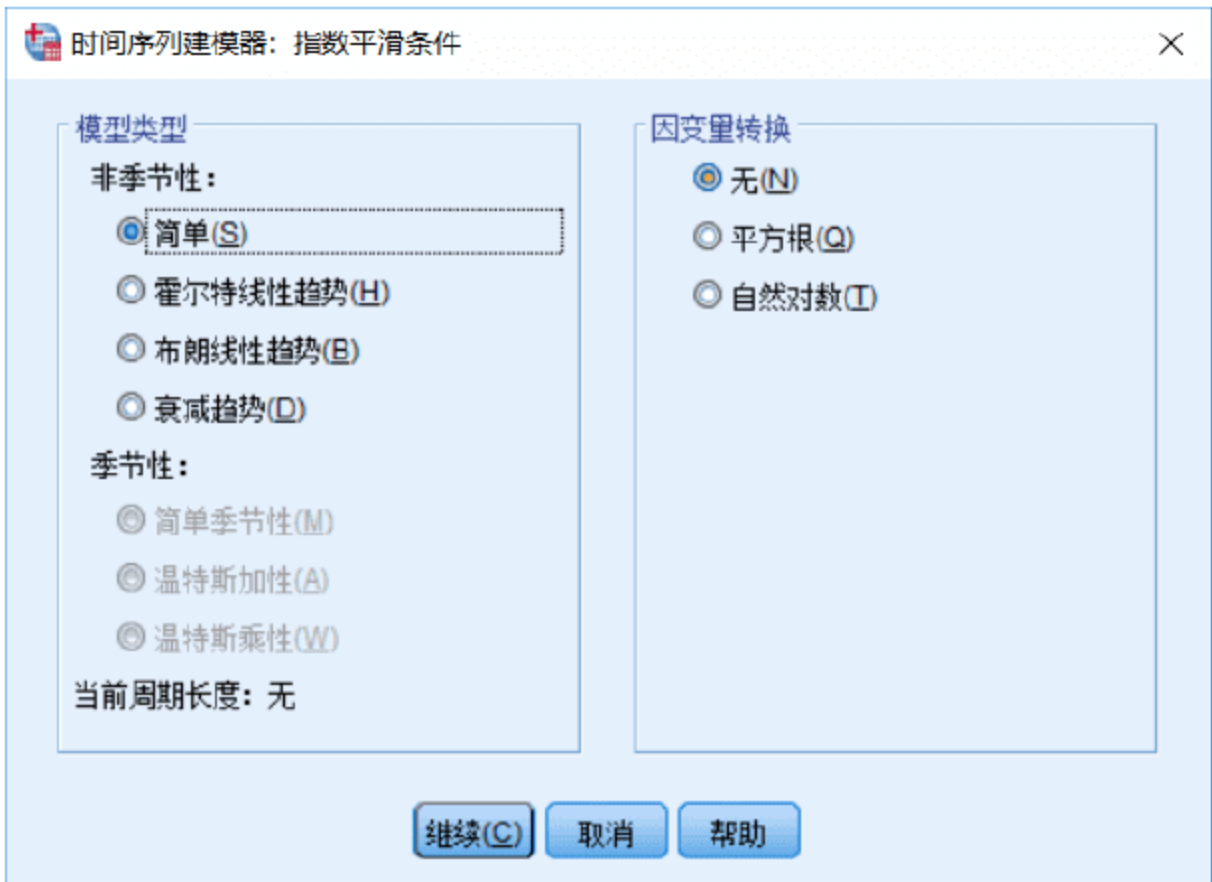 时间序列建模器：指数平滑条件
模型类型
非季节性：
简单(S)
霍尔特线性趋势(H)
布朗线性趋势(B)
衰减趋势(D)
季节性：
简单季节性(M)
温特斯加性(A)
温特斯乘性(W)
当前周期长度：无
因变量转换
无(N)
平方根(Q)
自然对数(T)
继续(C)
取消
帮助